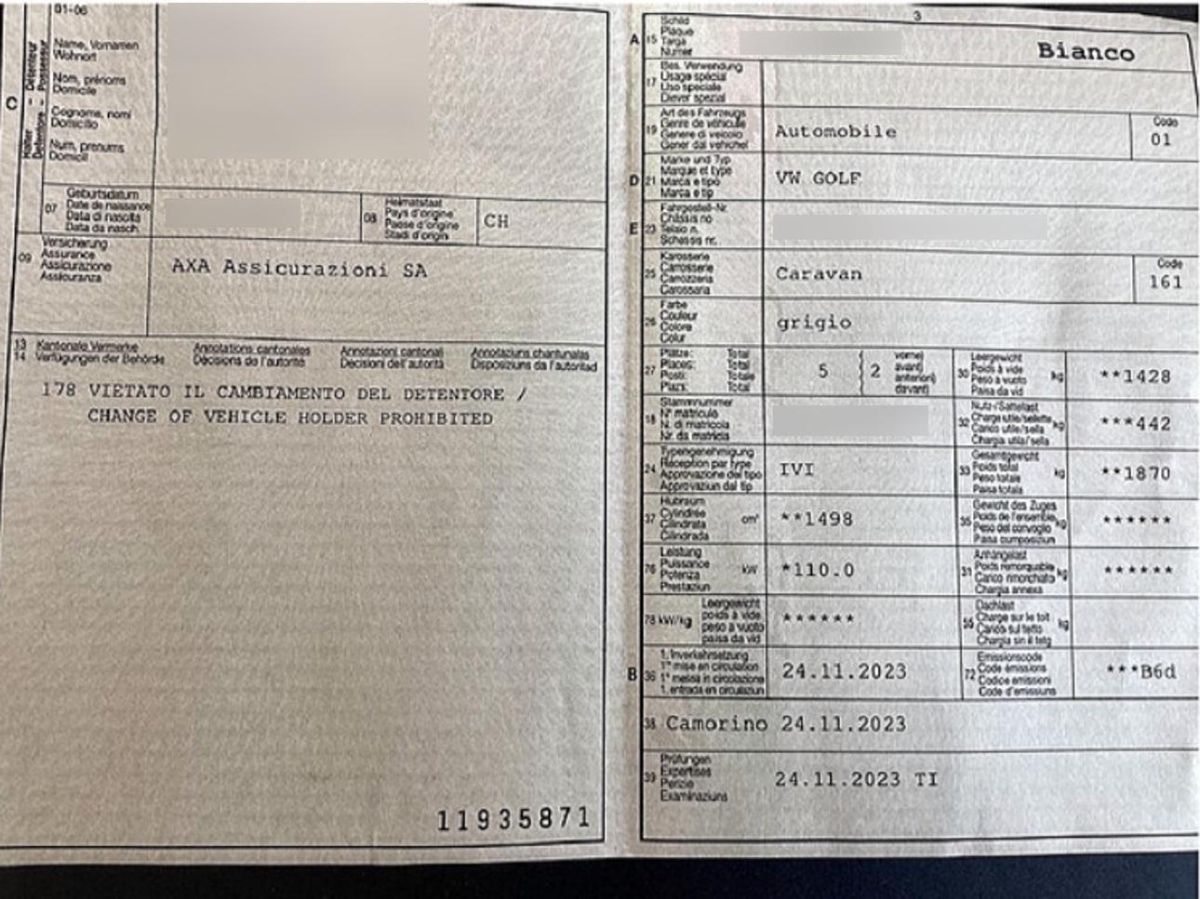 01-06
C
Halter - Détenteur
Detentore - Possessur
Name, Vornamen
Wohnort
Nom, prénoms
Domicile
Cognome, nomi
Domicilio
Num, prenums
Domicil
07
Geburtsdatum
Date de naissance
Data di nascita
Data da nasch.
08
Heimatstaat
Pays d'origine
Paese d'origine
Stadi d'origin
CH
09
Versicherung
Assurance
Assicurazione
Assicuranza
AXA Assicurazioni SA
13 Kantonale Vermerke Annotations cantonales Annotazioni cantonali Annotaziuns chantunalas
14 Verfügungen der Behörde Décisions de l'autorité Decisioni dell'autorità Disposiziuns da l'autoritad
178 VIETATO IL CAMBIAMENTO DEL DETENTORE /
CHANGE OF VEHICLE HOLDER PROHIBITED
11935871
3
A 15
Schild
Plaque
Targa
Numer
Bianco
17
Bes. Verwendung
Usage spécial
Uso speciale
Diever spezial
19
Art des Fahrzeugs
Genre de véhicule
Genere di veicolo
Gener dal vehichel
Automobile
Code
01
D 21
Marke und Typ
Marque et type
Marca e tipo
Marca e tip
VW GOLF
E 23
Fahrgestell-Nr.
Châssis no
Telaio n.
Schassis nr.
25
Karosserie
Carrosserie
Carrozzeria
Carossaria
Caravan
Code
161
26
Farbe
Couleur
Colore
Colur
grigio
27
Plätze: Total
Places: Total
Posti: Totale
Plazs: Total
5 { 2
vorne)
avant)
anteriori)
davant)
30
Leergewicht
Poids à vide
Peso a vuoto
Paisa da vid
kg
**1428
18
Stammnummer
N° matricule
N. di matricola
Nr. da matricla
32
Nutz-/Sattellast
Charge utile/sellette
Carico utile/sella
Chargia utila/sella
kg
***442
24
Typengenehmigung
Réception par type
Approvazione del tipo
Approvaziun dal tip
IVI
33
Gesamtgewicht
Poids total
Peso totale
Paisa totala
kg
**1870
37
Hubraum
Cylindrée
Cilindrata
Cilindrada
cm³
**1498
35
Gewicht des Zuges
Poids de l'ensemble
Peso del convoglio
Paisa cumposiziun
kg
******
76
Leistung
Puissance
Potenza
Prestaziun
kW
*110.0
31
Anhängelast
Poids remorquable
Carico rimorchiato
Chargia annexa
kg
******
78 kW/kg
Leergewicht
poids à vide
peso a vuoto
paisa da vid
******
55
Dachlast
Charge sur le toit
Carico sul tetto
Chargia sin il tetg
kg
B 36
1. Inverkehrsetzung
1re mise en circulation
1a messa in circolazione
1. entrada en circulaziun
24.11.2023
72
Emissionscode
Code émissions
Codice emissioni
Code d'emissiuns
***B6d
38 Camorino 24.11.2023
39
Prüfungen
Expertises
Perizie
Examinaziuns
24.11.2023 TI